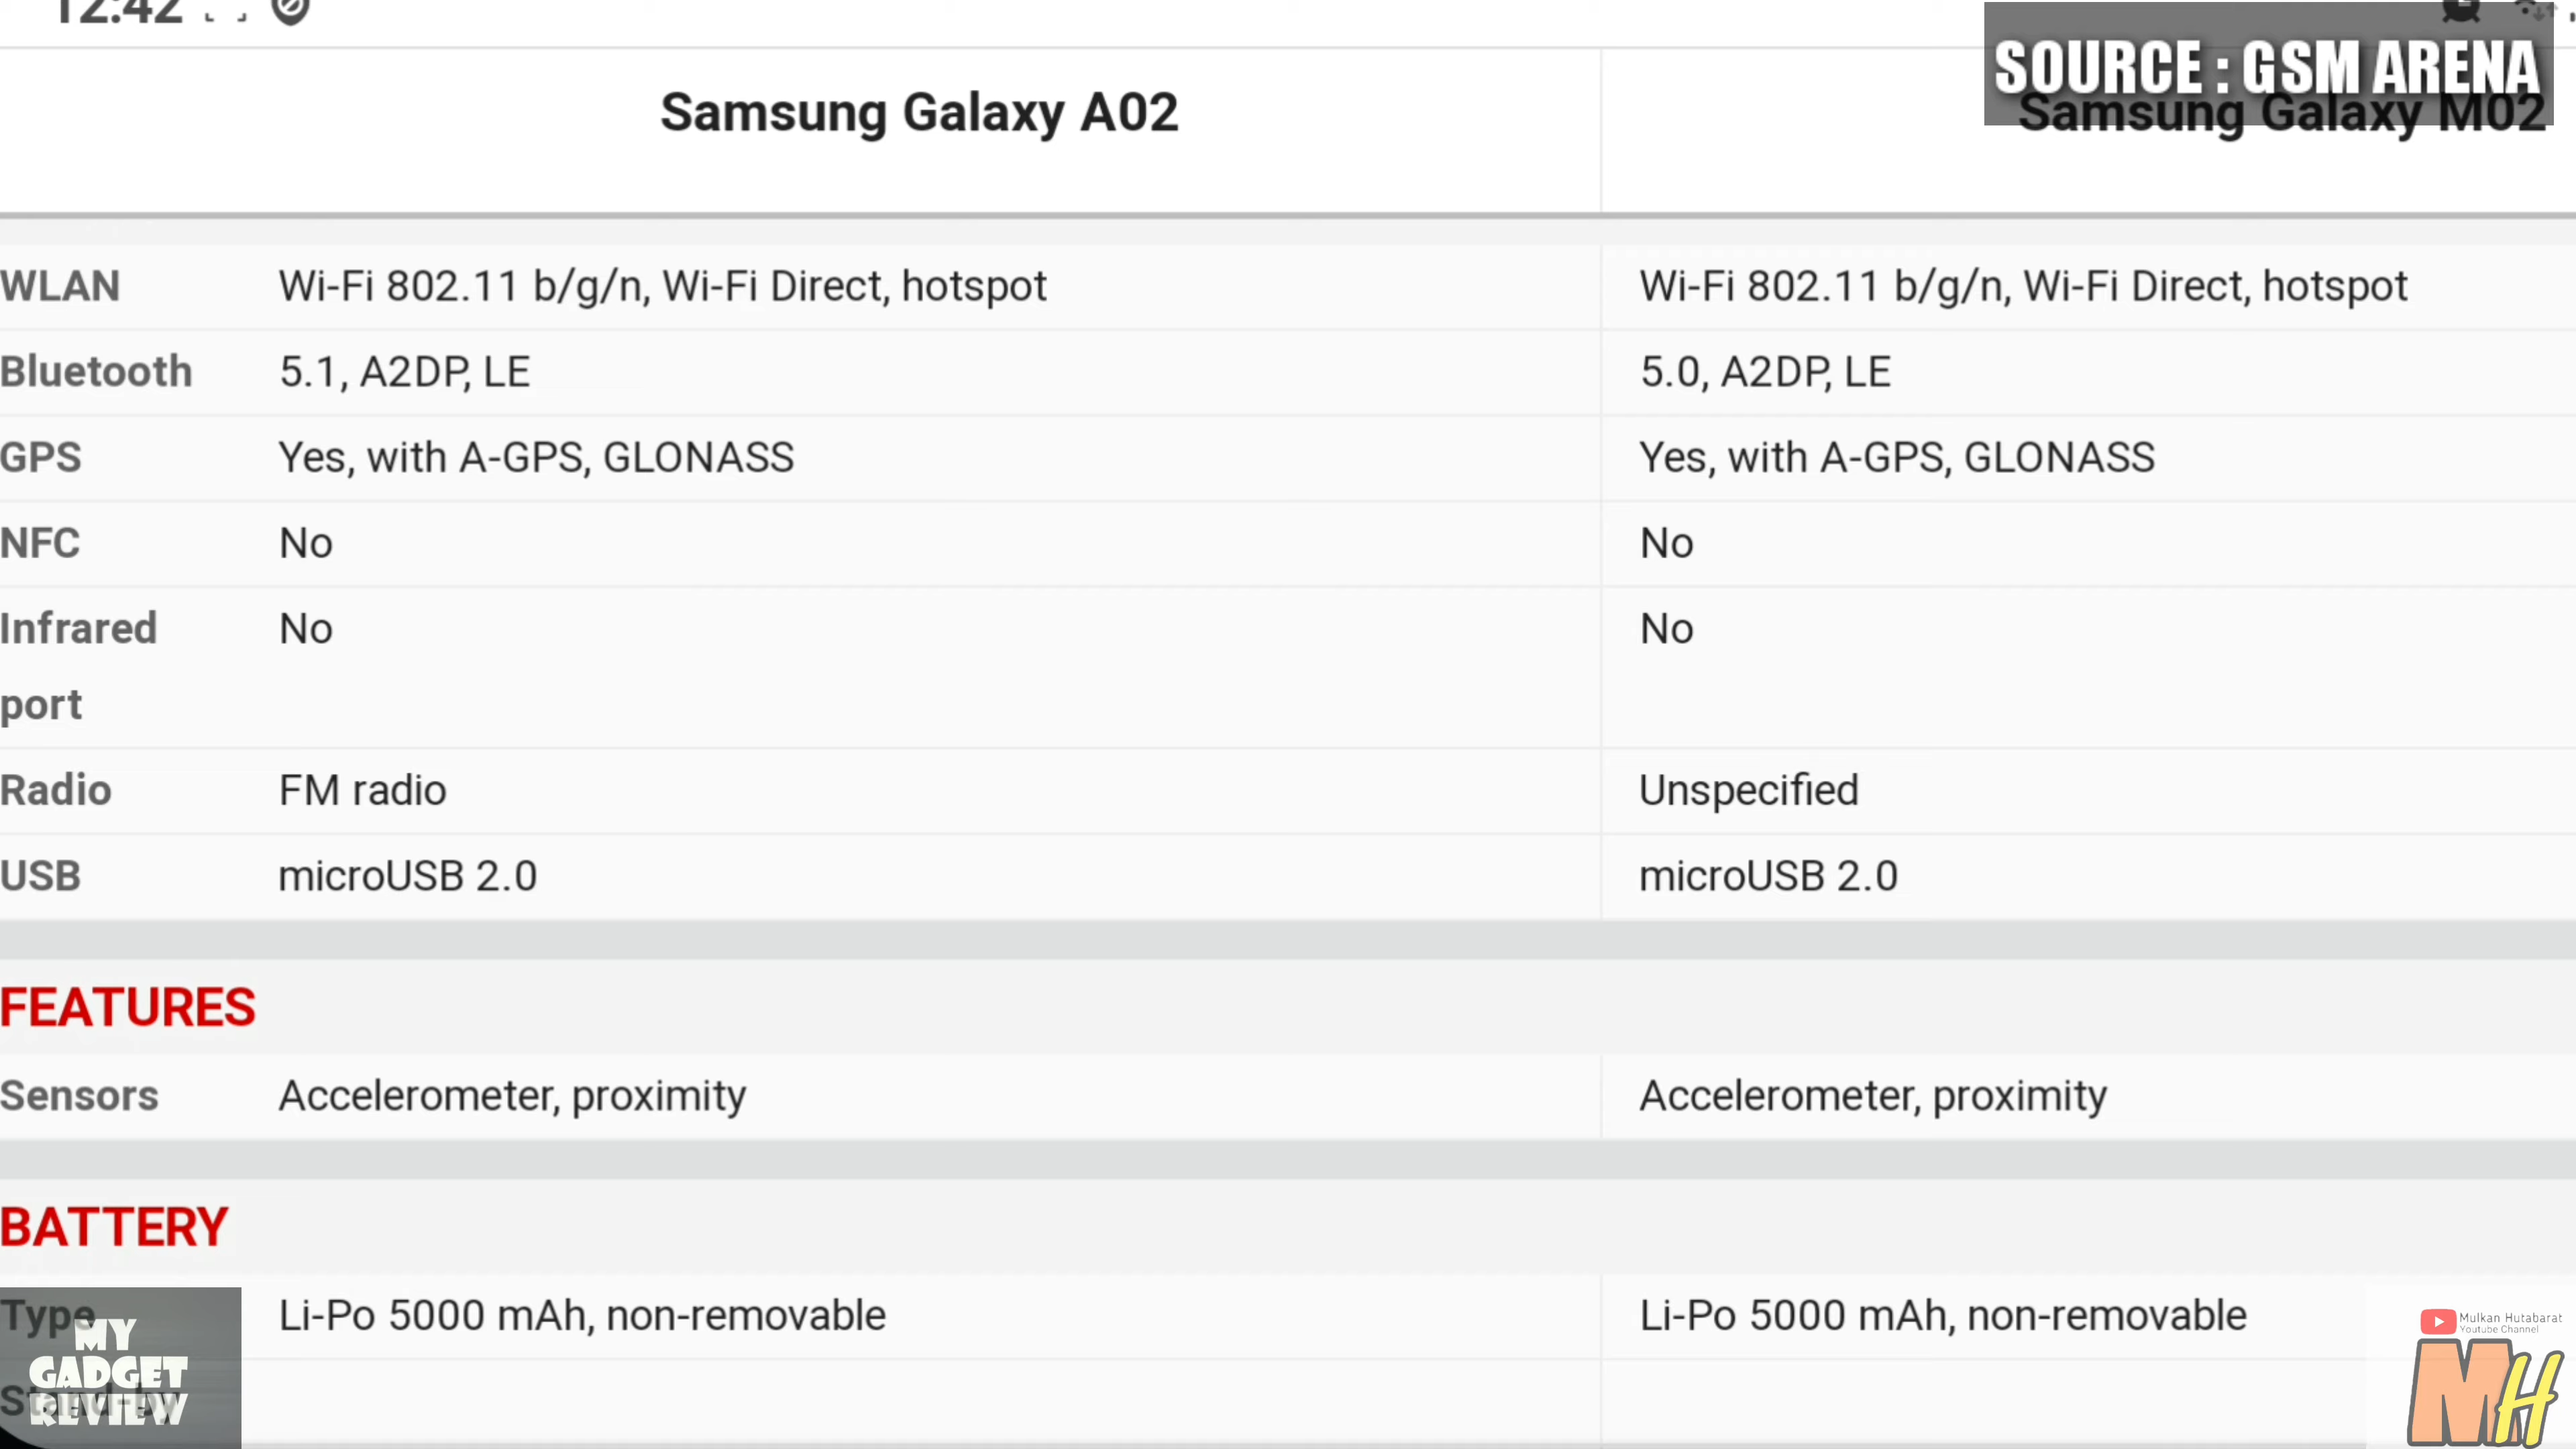 12:42
SOURCE : GSM ARENA
Samsung Galaxy A02 Samsung Galaxy M02
WLAN Wi-Fi 802.11 b/g/n, Wi-Fi Direct, hotspot Wi-Fi 802.11 b/g/n, Wi-Fi Direct, hotspot
Bluetooth 5.1, A2DP, LE 5.0, A2DP, LE
GPS Yes, with A-GPS, GLONASS Yes, with A-GPS, GLONASS
NFC No No
Infrared No No
port
Radio FM radio Unspecified
USB microUSB 2.0 microUSB 2.0
FEATURES
Sensors Accelerometer, proximity Accelerometer, proximity
BATTERY
Type Li-Po 5000 mAh, non-removable Li-Po 5000 mAh, non-removable
Stand-by
MY
GADGET
REVIEW
Mulkan Hutabarat
Youtube Channel
MH